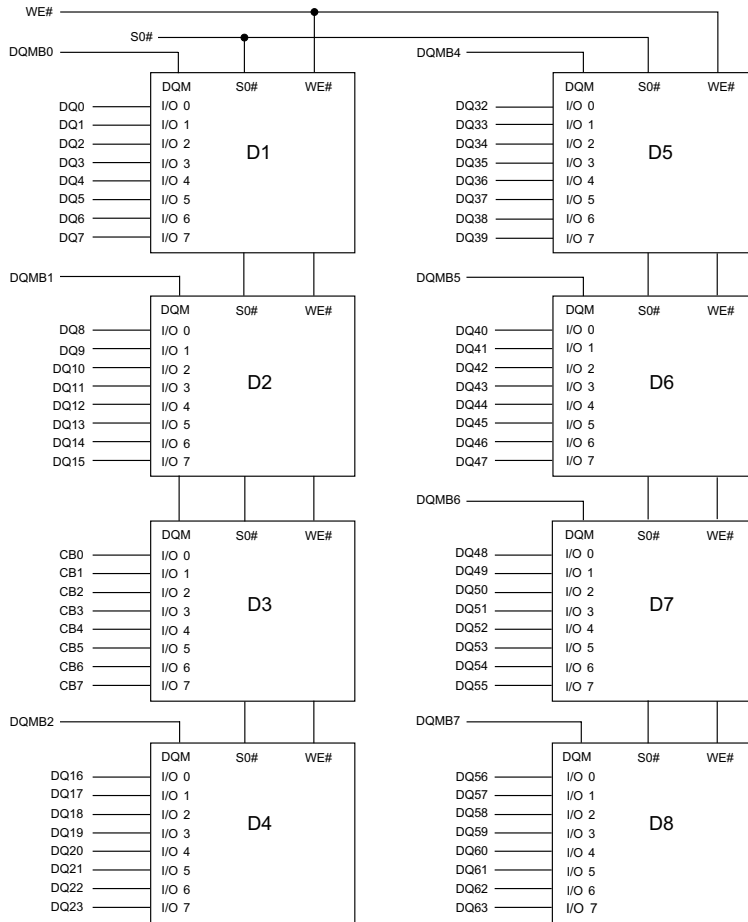 WE#
S0#
DQMB0
DQM S0# WE#
DQ0 I/O 0
DQ1 I/O 1
DQ2 I/O 2
DQ3 I/O 3
DQ4 I/O 4
DQ5 I/O 5
DQ6 I/O 6
DQ7 I/O 7
D1
DQMB1
DQM S0# WE#
DQ8 I/O 0
DQ9 I/O 1
DQ10 I/O 2
DQ11 I/O 3
DQ12 I/O 4
DQ13 I/O 5
DQ14 I/O 6
DQ15 I/O 7
D2
DQM S0# WE#
CB0 I/O 0
CB1 I/O 1
CB2 I/O 2
CB3 I/O 3
CB4 I/O 4
CB5 I/O 5
CB6 I/O 6
CB7 I/O 7
D3
DQMB2
DQM S0# WE#
DQ16 I/O 0
DQ17 I/O 1
DQ18 I/O 2
DQ19 I/O 3
DQ20 I/O 4
DQ21 I/O 5
DQ22 I/O 6
DQ23 I/O 7
D4
DQMB4
DQM S0# WE#
DQ32 I/O 0
DQ33 I/O 1
DQ34 I/O 2
DQ35 I/O 3
DQ36 I/O 4
DQ37 I/O 5
DQ38 I/O 6
DQ39 I/O 7
D5
DQMB5
DQM S0# WE#
DQ40 I/O 0
DQ41 I/O 1
DQ42 I/O 2
DQ43 I/O 3
DQ44 I/O 4
DQ45 I/O 5
DQ46 I/O 6
DQ47 I/O 7
D6
DQMB6
DQM S0# WE#
DQ48 I/O 0
DQ49 I/O 1
DQ50 I/O 2
DQ51 I/O 3
DQ52 I/O 4
DQ53 I/O 5
DQ54 I/O 6
DQ55 I/O 7
D7
DQMB7
DQM S0# WE#
DQ56 I/O 0
DQ57 I/O 1
DQ58 I/O 2
DQ59 I/O 3
DQ60 I/O 4
DQ61 I/O 5
DQ62 I/O 6
DQ63 I/O 7
D8